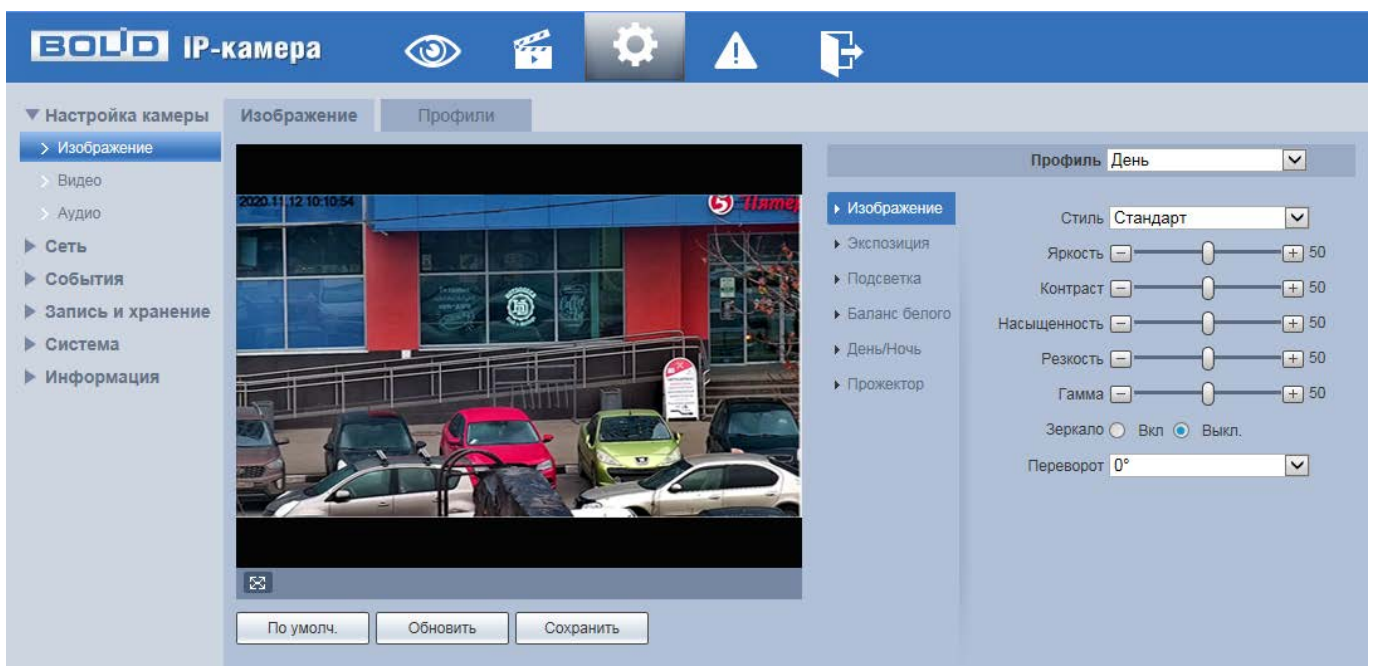 BOLID IP-камера
Настройка камеры
Изображение
Видео
Аудио
Сеть
События
Запись и хранение
Система
Информация
Изображение
Профили
2020 11 12 10:10:54
По умолч.
Обновить
Сохранить
Профиль День
Изображение
Экспозиция
Подсветка
Баланс белого
День/Ночь
Прожектор
Стиль Стандарт
Яркость 50
Контраст 50
Насыщенность 50
Резкость 50
Гамма 50
Зеркало Вкл Выкл.
Переворот 0°